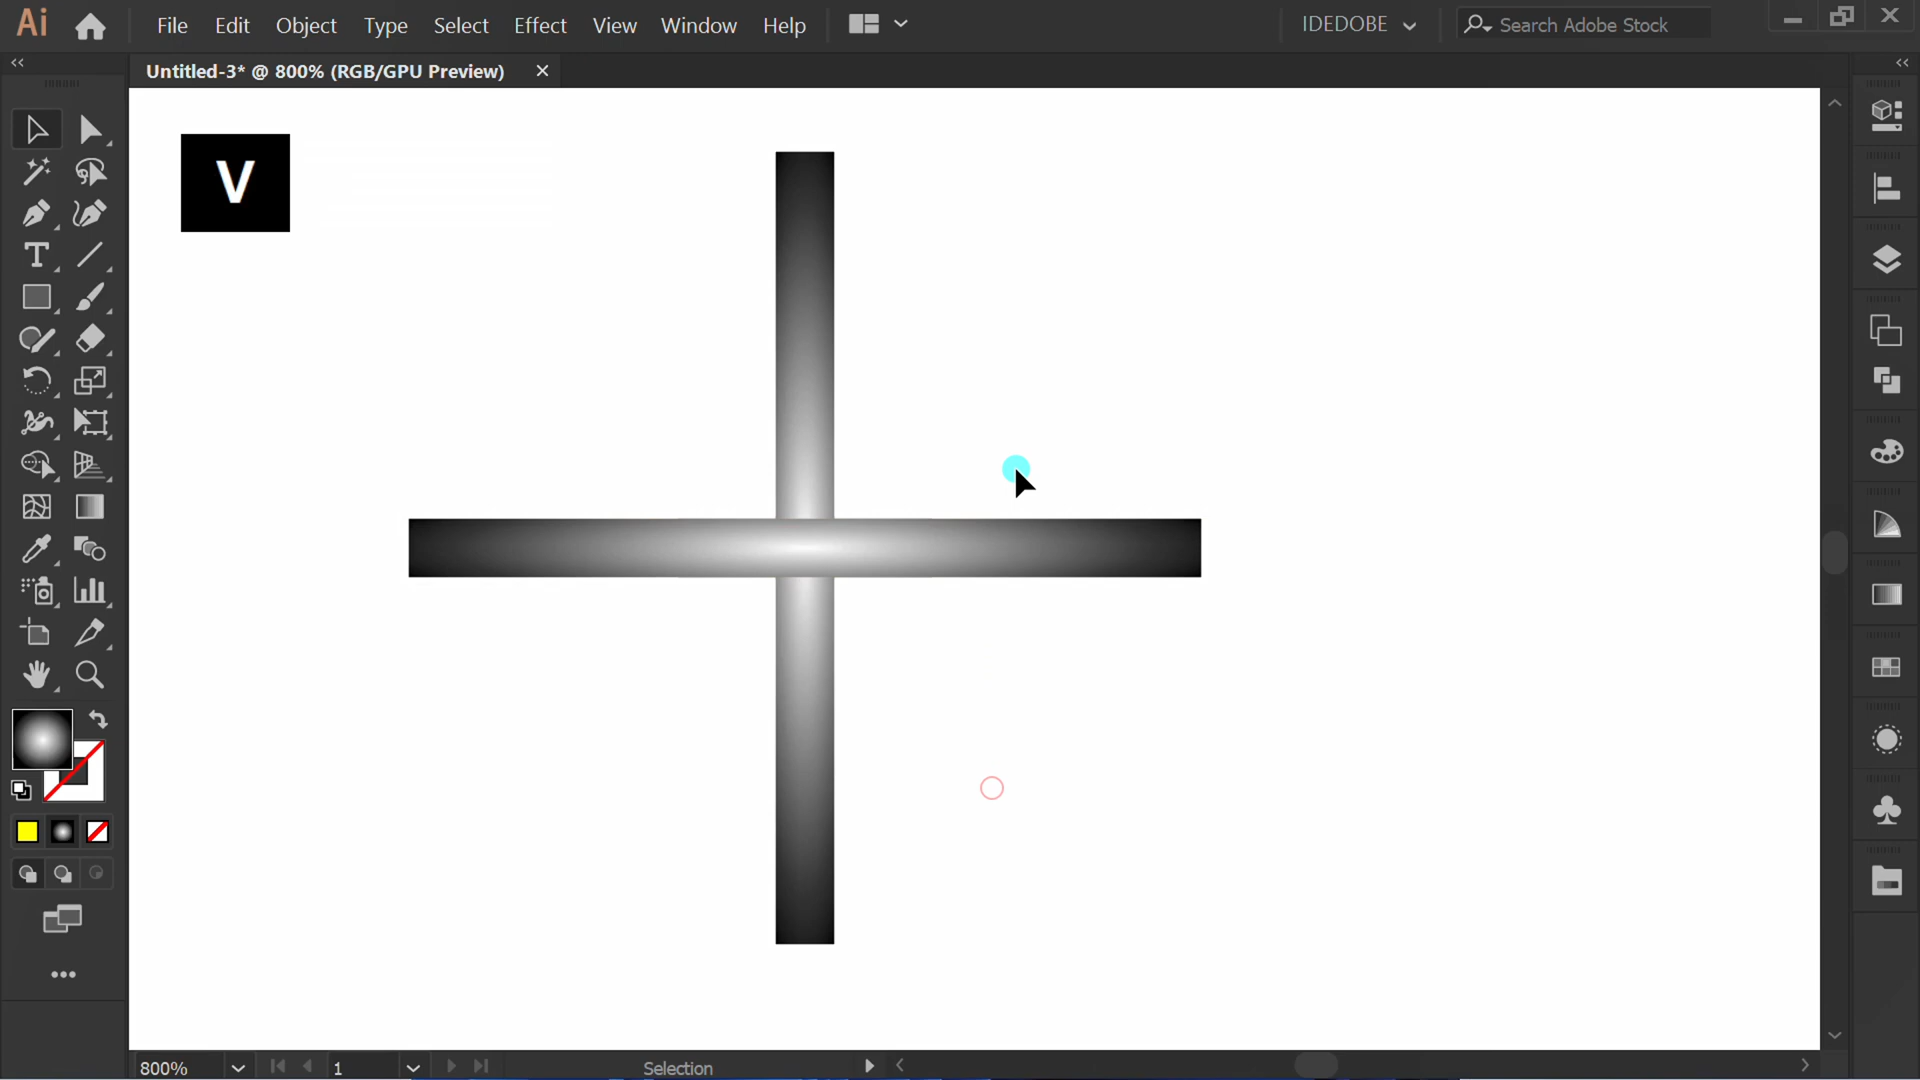 Ai File Edit Object Type Select Effect View Window Help IDEDOBE Search Adobe Stock
Untitled-3* @ 800% (RGB/GPU Preview)
V
T
800% 1 Selection